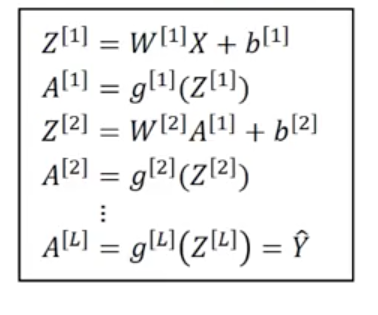 Z^[1] = W^[1]X + b^[1]
A^[1] = g^[1](Z^[1])
Z^[2] = W^[2]A^[1] + b^[2]
A^[2] = g^[2](Z^[2])
⋮
A^[L] = g^[L](Z^[L]) = Ŷ